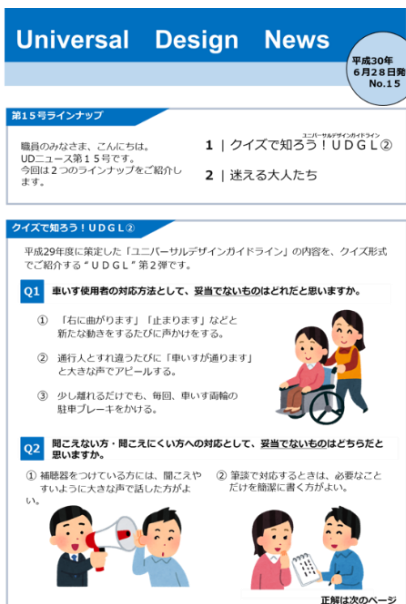 Universal Design News
平成30年
6月28日発
No.15
第15号ラインナップ
職員のみなさま、こんにちは。
UDニュース第15号です。
今回は2つのラインナップをご紹介し
ます。
ユニバーサルデザインガイドライン
1 | クイズで知ろう！UDGL②
2 | 迷える大人たち
クイズで知ろう！UDGL②
平成29年度に策定した「ユニバーサルデザインガイドライン」の内容を、クイズ形式
でご紹介する“UDGL”第2弾です。
Q1 車いす使用者の対応方法として、妥当でないものはどれだと思いますか。
① 「右に曲がります」「止まります」などと
新たな動きをするたびに声かけをする。
② 通行人とすれ違うたびに「車いすが通ります」
と大きな声でアピールする。
③ 少し離れるだけでも、毎回、車いす両輪の
駐車ブレーキをかける。
Q2 聞こえない方・聞こえにくい方への対応として、妥当でないものはどちらだと
思いますか。
① 補聴器をつけている方には、聞こえや
すいように大きな声で話した方がよ
い。
② 筆談で対応するときは、必要なこと
だけを簡潔に書く方がよい。
正解は次のページ